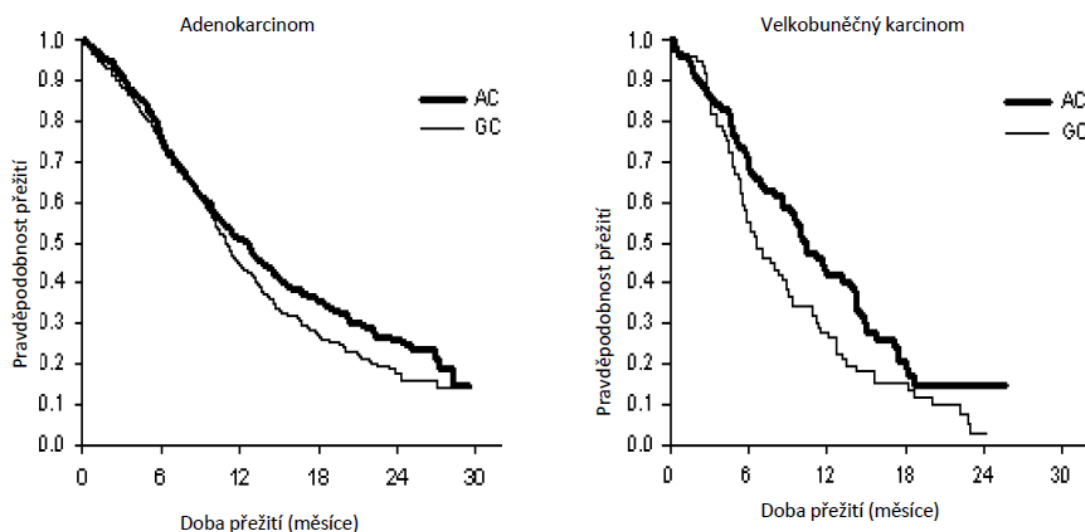 Adenokarcinom
Pravděpodobnost přežití
1.0
0.9
0.8
0.7
0.6
0.5
0.4
0.3
0.2
0.1
0.0
AC
GC
0 6 12 18 24 30
Doba přežití (měsíce)
Velkobuněčný karcinom
Pravděpodobnost přežití
1.0
0.9
0.8
0.7
0.6
0.5
0.4
0.3
0.2
0.1
0.0
AC
GC
0 6 12 18 24 30
Doba přežití (měsíce)